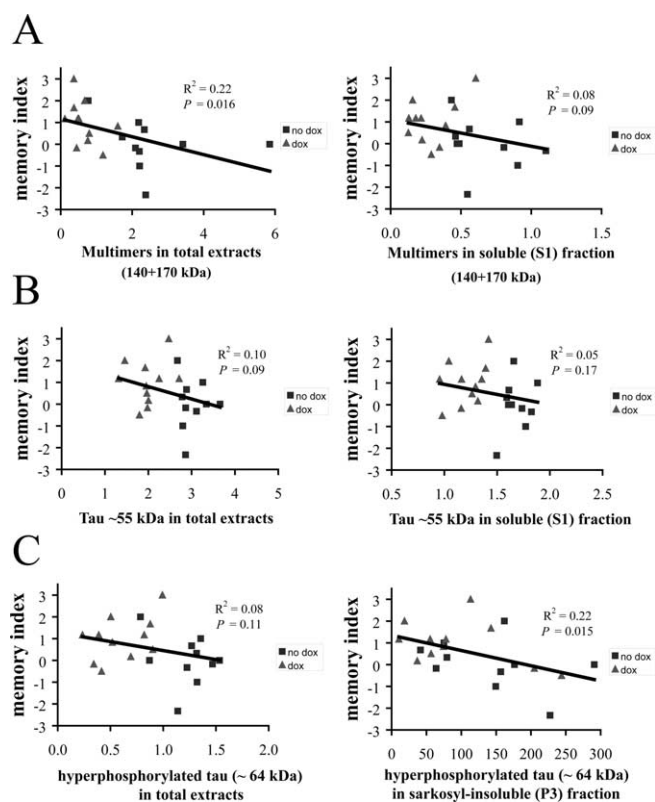 A
memory index
3
2
1
0
-1
-2
-3
R² = 0.22
P = 0.016
no dox
dox
0 2 4 6
Multimers in total extracts
(140+170 kDa)
3
2
1
0
-1
-2
-3
R² = 0.08
P = 0.09
no dox
dox
0.0 0.5 1.0 1.5
Multimers in soluble (S1) fraction
(140+170 kDa)
B
memory index
3
2
1
0
-1
-2
-3
R² = 0.10
P = 0.09
no dox
dox
0 1 2 3 4 5
Tau ~55 kDa in total extracts
memory index
3
2
1
0
-1
-2
-3
R² = 0.05
P = 0.17
no dox
dox
0.5 1.0 1.5 2.0 2.5
Tau ~55 kDa in soluble (S1) fraction
C
memory index
3
2
1
0
-1
-2
-3
R² = 0.08
P = 0.11
no dox
dox
0.0 0.5 1.0 1.5 2.0
hyperphosphorylated tau (~ 64 kDa)
in total extracts
memory index
3
2
1
0
-1
-2
-3
R² = 0.22
P = 0.015
no dox
dox
0 50 100 150 200 250 300
hyperphosphorylated tau (~ 64 kDa)
in sarkosyl-insoluble (P3) fraction